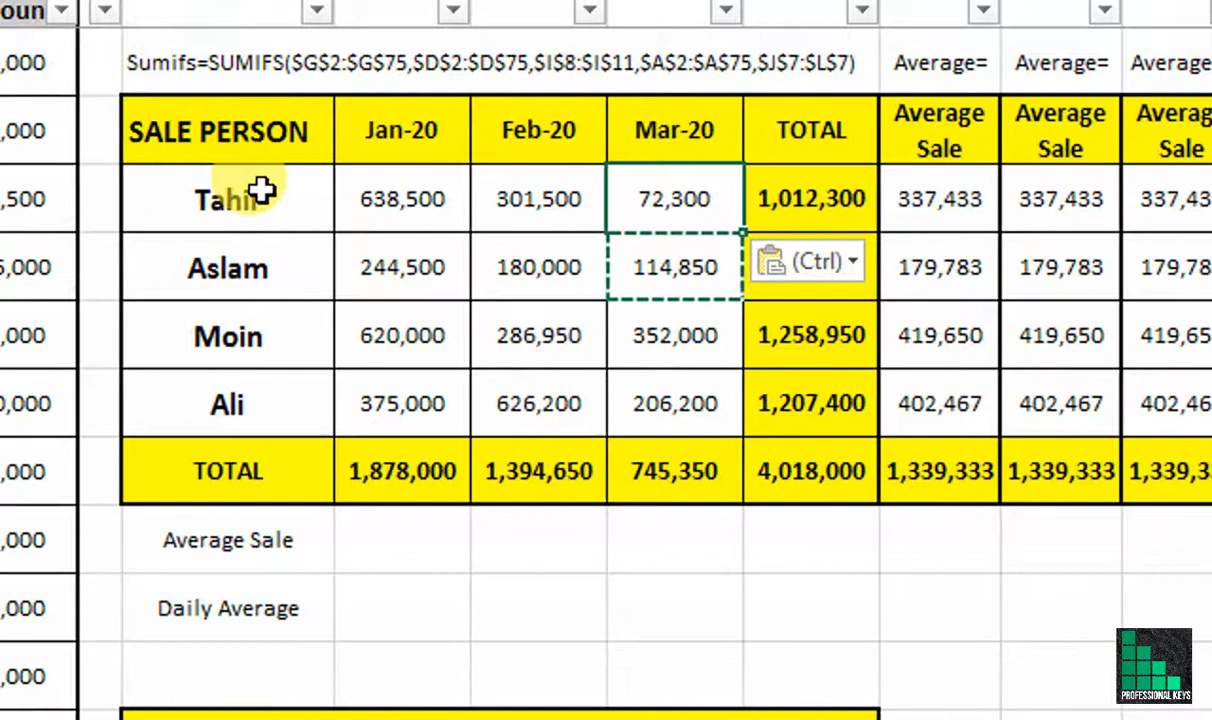 oun
,000 Sumifs=SUMIFS($G$2:$G$75,$D$2:$D$75,$I$8:$I$11,$A$2:$A$75,$J$7:$L$7) Average= Average= Average
,000 SALE PERSON Jan-20 Feb-20 Mar-20 TOTAL Average Sale Average Sale Averag Sale
,500 Tahir 638,500 301,500 72,300 1,012,300 337,433 337,433 337,43
5,000 Aslam 244,500 180,000 114,850 (Ctrl) 179,783 179,783 179,78
,000 Moin 620,000 286,950 352,000 1,258,950 419,650 419,650 419,65
0,000 Ali 375,000 626,200 206,200 1,207,400 402,467 402,467 402,46
,000 TOTAL 1,878,000 1,394,650 745,350 4,018,000 1,339,333 1,339,333 1,339,3
,000 Average Sale
,000 Daily Average
,000
PROFESSIONAL KEYS